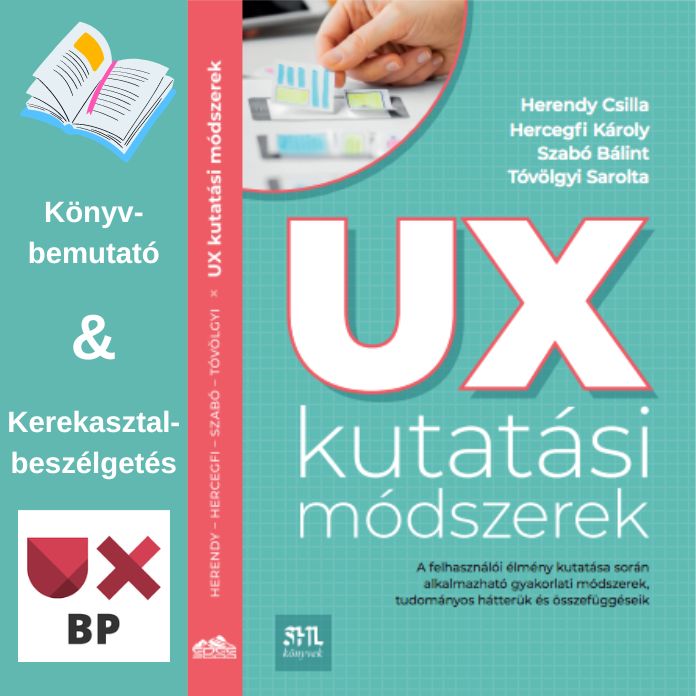 Könyv-
bemutató
&
Kerekasztal-
beszélgetés
UX
BP
HERENDY – HERCEGFI – SZABÓ – TÓVÖLGYI × UX kutatási módszerek
Herendy Csilla
Hercegfi Károly
Szabó Bálint
Tóvölgyi Sarolta
UX
kutatási
módszerek
A felhasználói élmény kutatása során
alkalmazható gyakorlati módszerek,
tudományos hátterük és összefüggéseik
könyvek